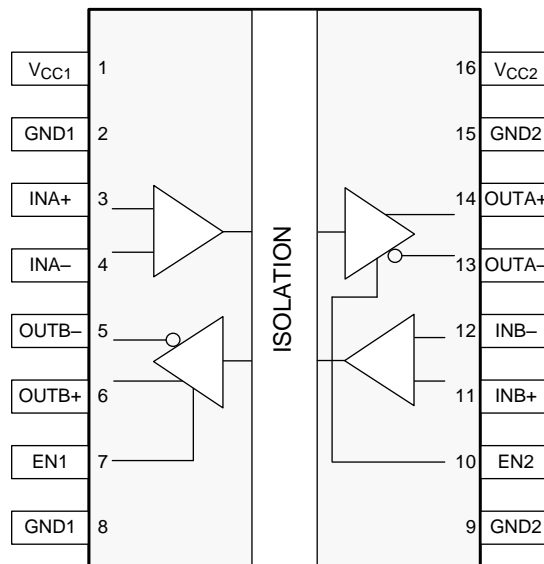 VCC1 1 16 VCC2
GND1 2 15 GND2
INA+ 3 14 OUTA+
INA– 4 13 OUTA–
ISOLATION
OUTB– 5 12 INB–
OUTB+ 6 11 INB+
EN1 7 10 EN2
GND1 8 9 GND2